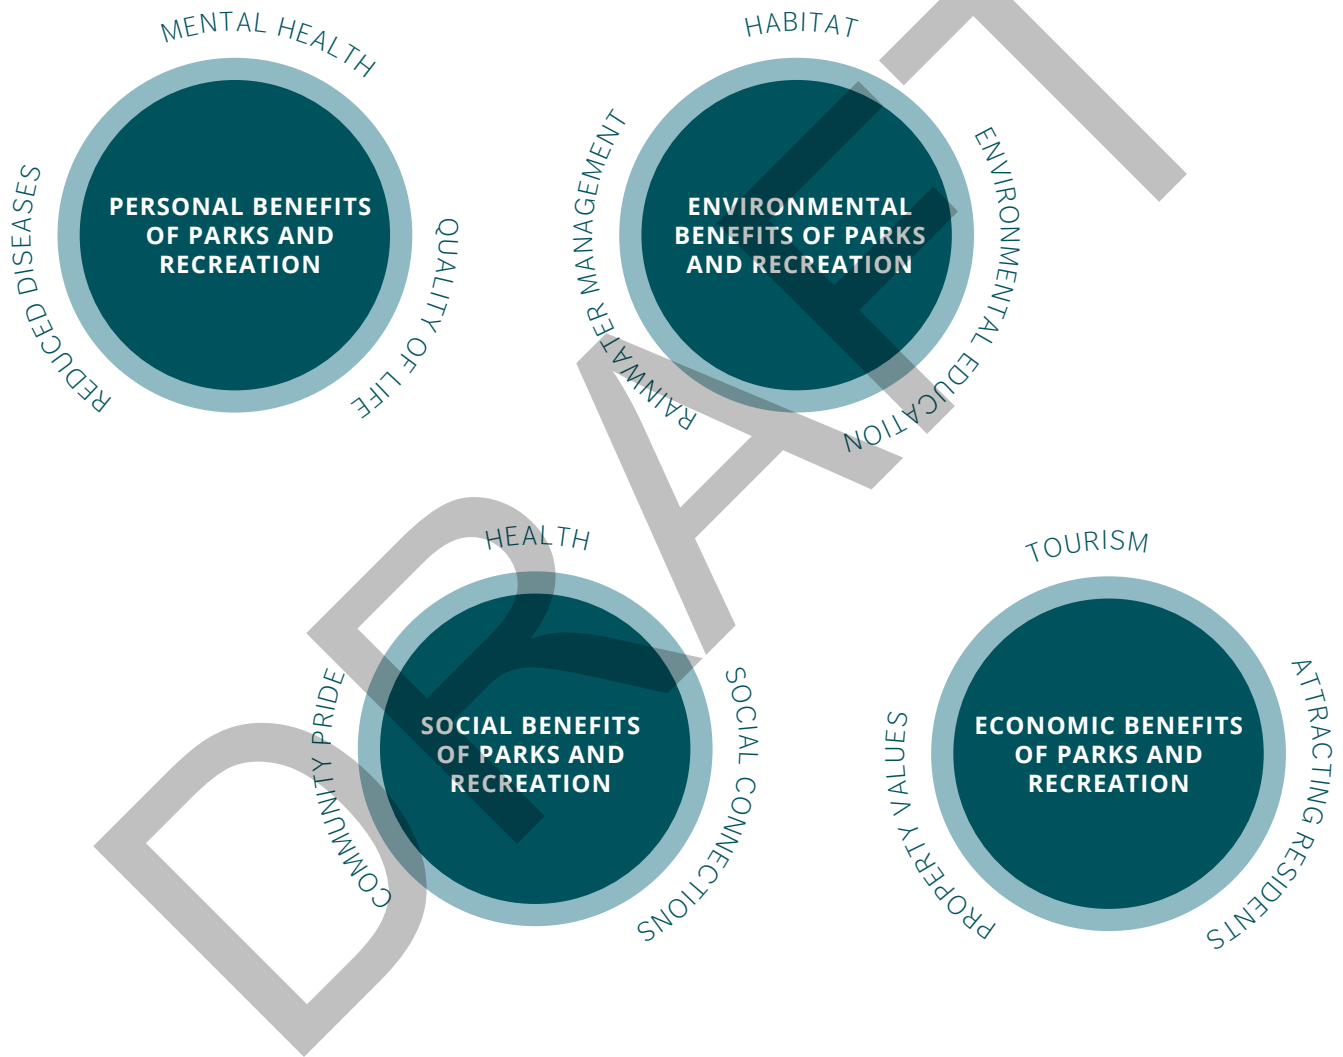 MENTAL HEALTH
REDUCED DISEASES
PERSONAL BENEFITS
OF PARKS AND
RECREATION
QUALITY OF LIFE
HABITAT
RAINWATER MANAGEMENT
ENVIRONMENTAL
BENEFITS OF PARKS
AND RECREATION
ENVIRONMENTAL EDUCATION
HEALTH
COMMUNITY PRIDE
SOCIAL BENEFITS
OF PARKS AND
RECREATION
SOCIAL CONNECTIONS
TOURISM
PROPERTY VALUES
ECONOMIC BENEFITS
OF PARKS AND
RECREATION
ATTRACTING RESIDENTS
DRAFT